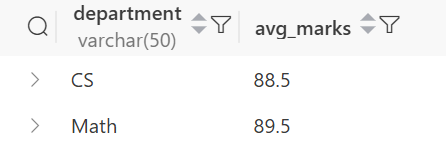 department avg_marks
varchar(50)
CS 88.5
Math 89.5